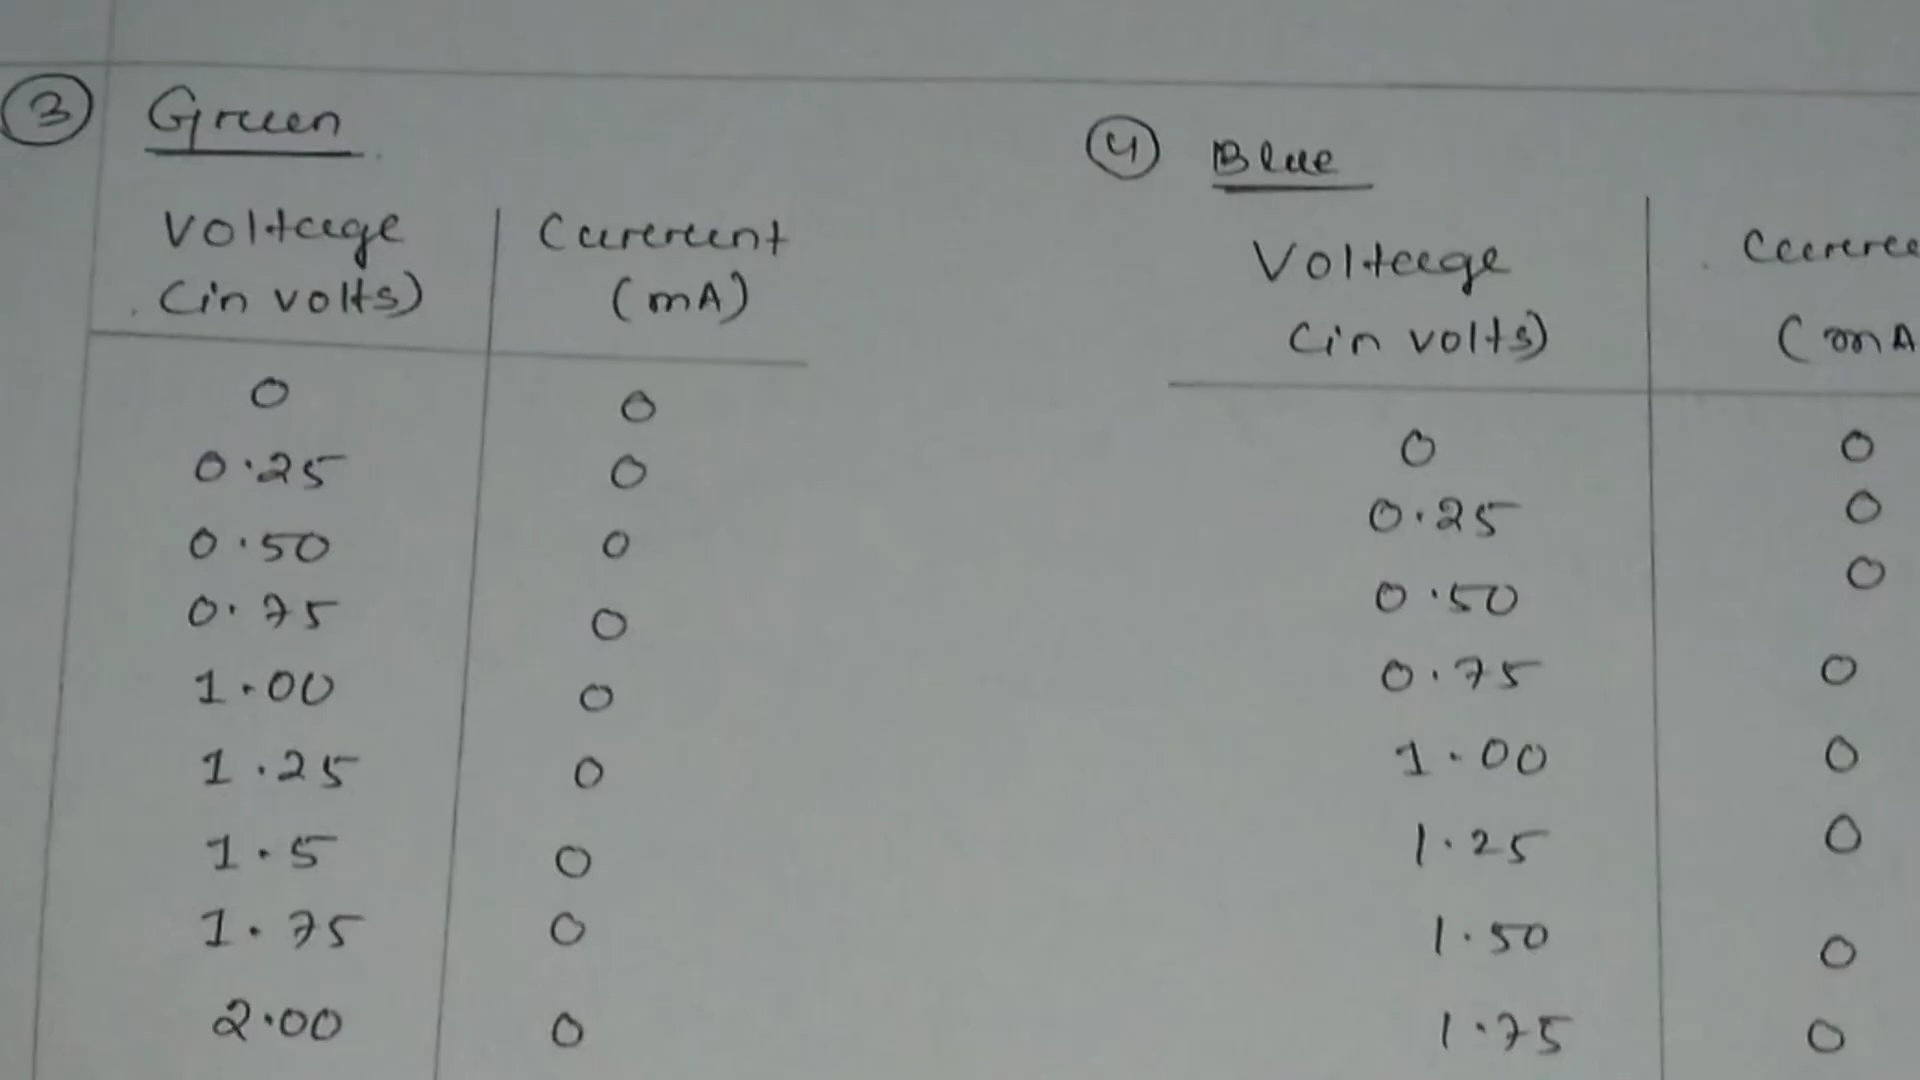 3 Green
Voltage | Current
(in volts) | (mA)
0 | 0
0.25 | 0
0.50 | 0
0.75 | 0
1.00 | 0
1.25 | 0
1.5 | 0
1.75 | 0
2.00 | 0
4 Blue
Voltage | Curre
(in volts) | (mA
0 | 0
0.25 | 0
0.50 | 0
0.75 | 0
1.00 | 0
1.25 | 0
1.50 | 0
1.75 | 0